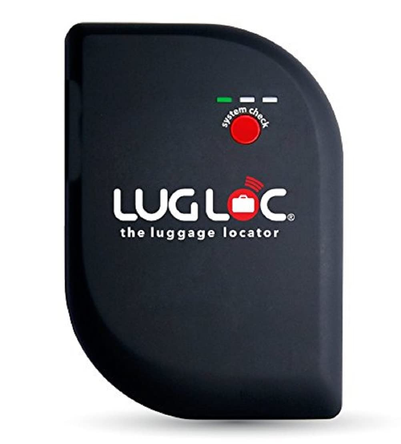 system check
LUGLOC®
the luggage locator